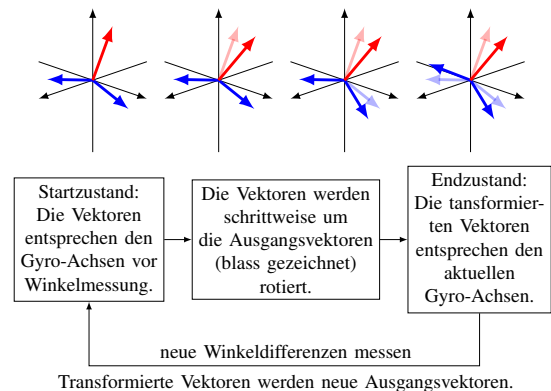 Startzustand:
Die Vektoren
entsprechen den
Gyro-Achsen vor
Winkelmessung.
Die Vektoren werden
schrittweise um
die Ausgangsvektoren
(blass gezeichnet)
rotiert.
Endzustand:
Die tansformier-
ten Vektoren
entsprechen den
aktuellen
Gyro-Achsen.
neue Winkeldifferenzen messen
Transformierte Vektoren werden neue Ausgangsvektoren.